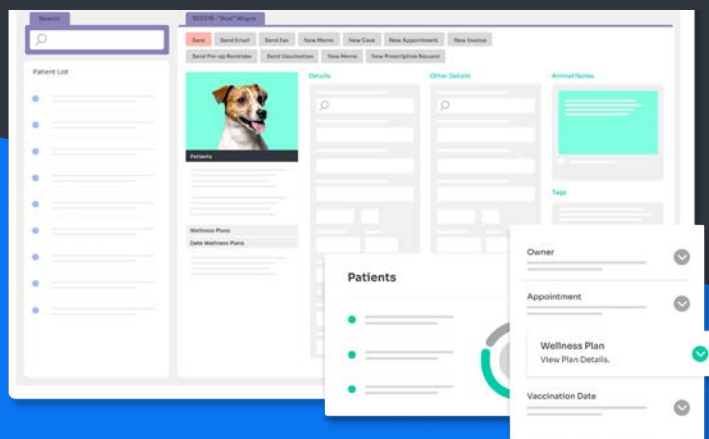 Search
Patient List
Save
Send Email
Send Fax
New Memo
New Case
New Appointment
New Invoice
Send Pre-op Reminder
Send Vaccination
New Memo
New Prescription Request
Details
Other Details
Animal Notes
Patients
Tags
Wellness Plans
Date Wellness Plans
Patients
Owner
Appointment
Wellness Plan
View Plan Details.
Vaccination Date